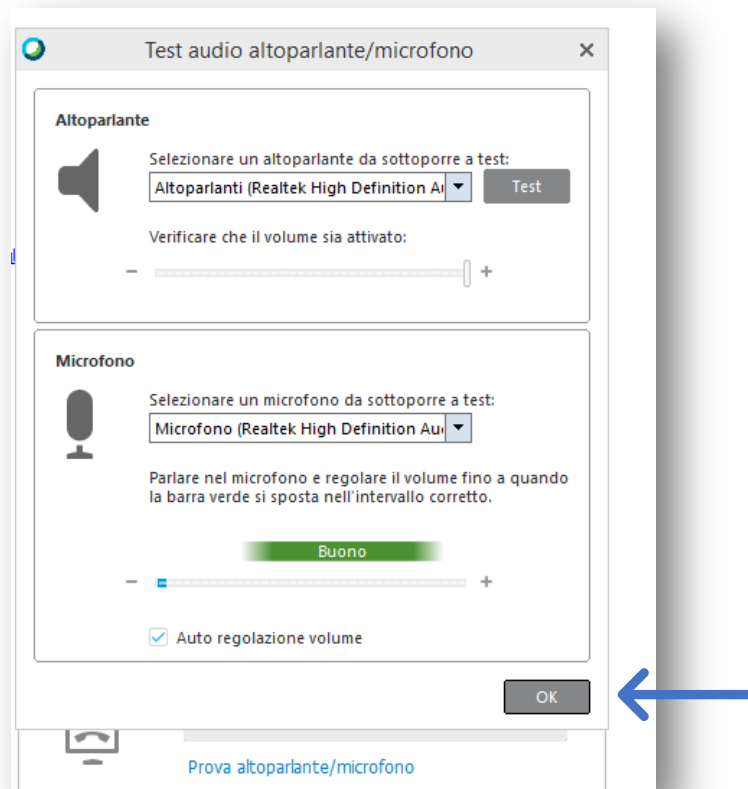 Test audio altoparlante/microfono
Altoparlante
Selezionare un altoparlante da sottoporre a test:
Altoparlanti (Realtek High Definition
Test
Verificare che il volume sia attivato:
- +
Microfono
Selezionare un microfono da sottoporre a test:
Microfono (Realtek High Definition
Parlare nel microfono e regolare il volume fino a quando
la barra verde si sposta nell'intervallo corretto.
Buono
- +
Auto regolazione volume
OK
Prova altoparlante/microfono